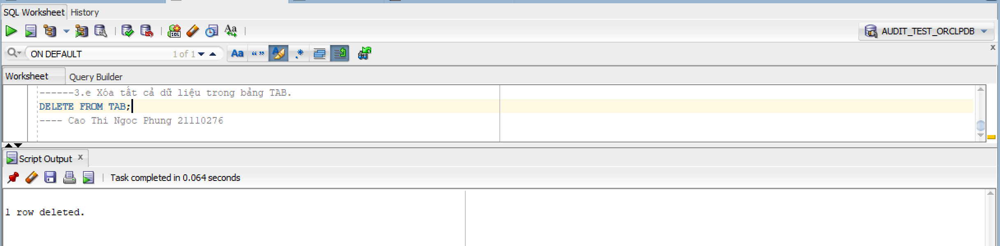 SQL Worksheet History
AUDIT_TEST_ORCLPDB
ON DEFAULT 1 of 1 Aa “ ” .*
x
Worksheet Query Builder
------3.e Xóa tất cả dữ liệu trong bảng TAB.
DELETE FROM TAB;
---- Cao Thi Ngoc Phung 21110276
Script Output x
Task completed in 0.064 seconds
1 row deleted.